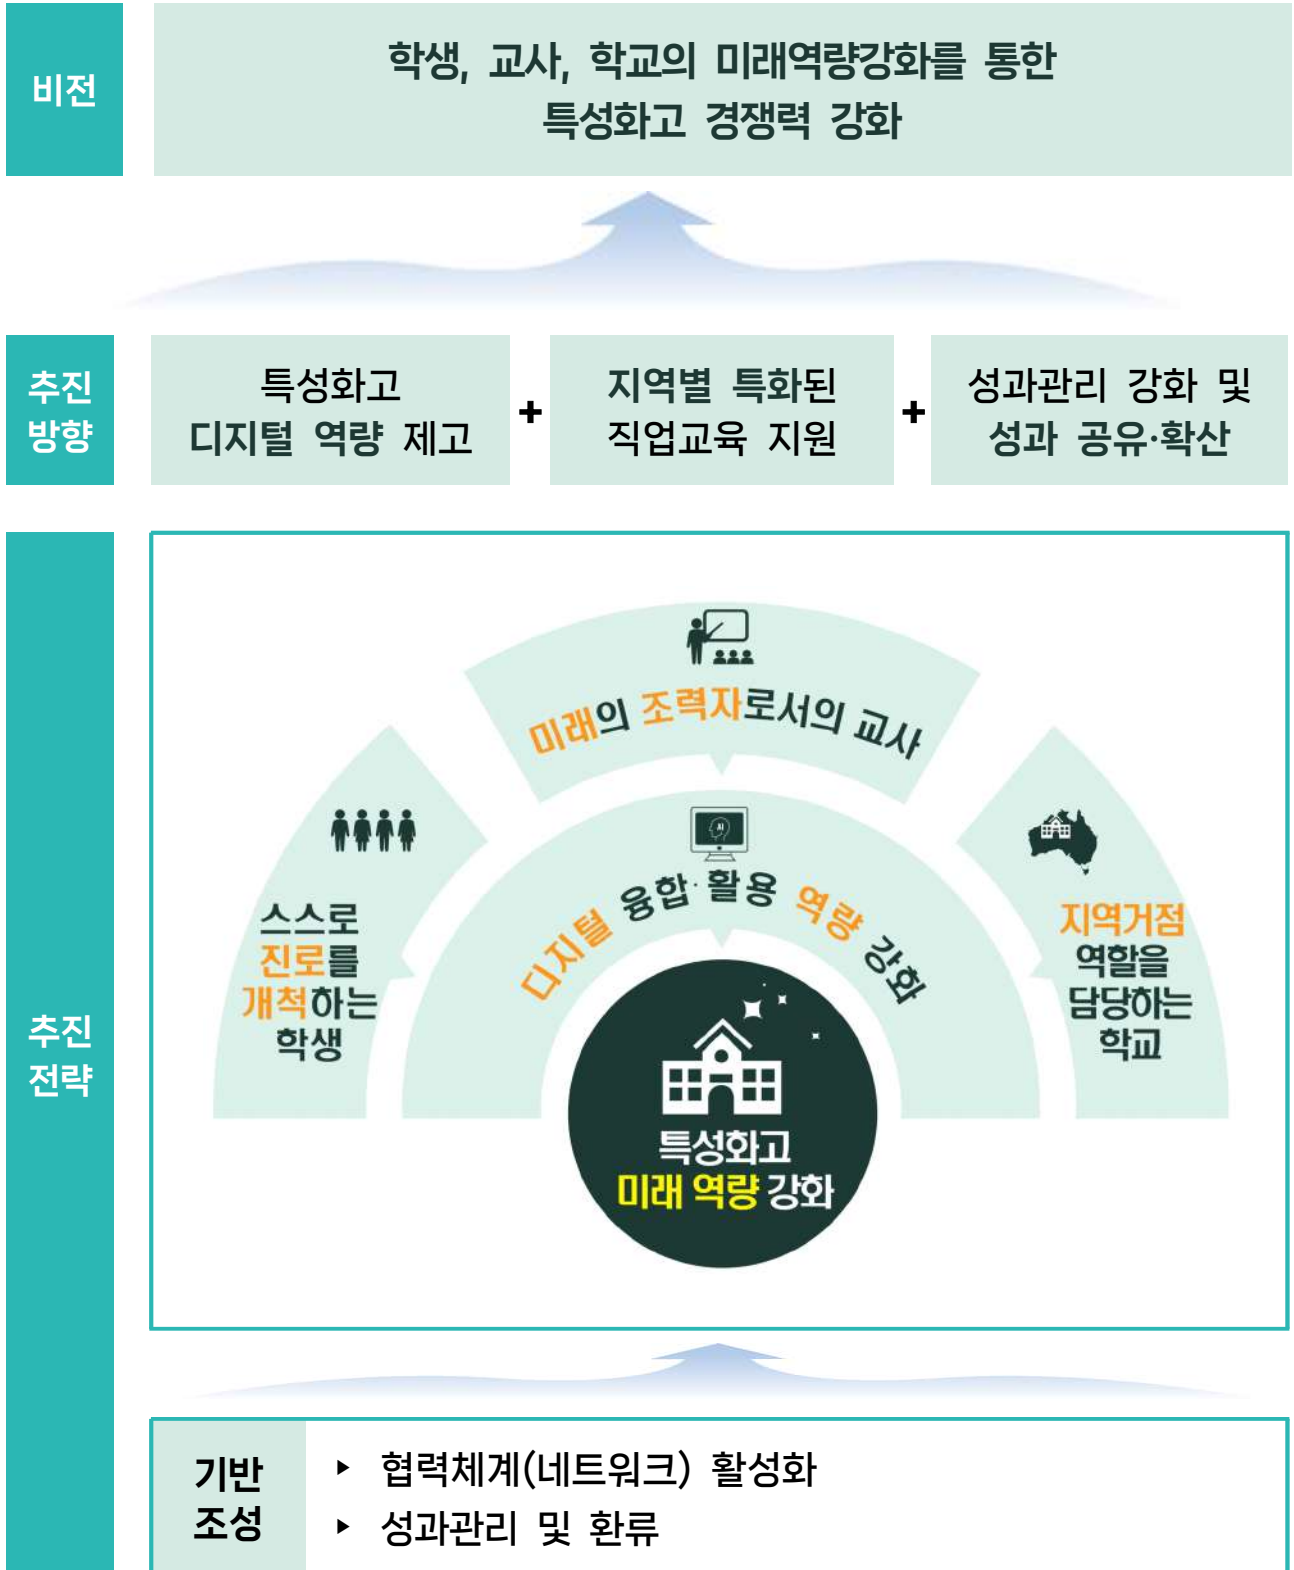 비전
학생, 교사, 학교의 미래역량강화를 통한
특성화고 경쟁력 강화
추진
방향
특성화고
디지털 역량 제고
+
지역별 특화된
직업교육 지원
+
성과관리 강화 및
성과 공유·확산
추진
전략
미래의 조력자로서의 교사
스스로
진로를
개척하는
학생
AI
디지털 융합·활용 역량 강화
지역거점
역할을
담당하는
학교
특성화고
미래 역량 강화
기반
조성
▸ 협력체계(네트워크) 활성화
▸ 성과관리 및 환류